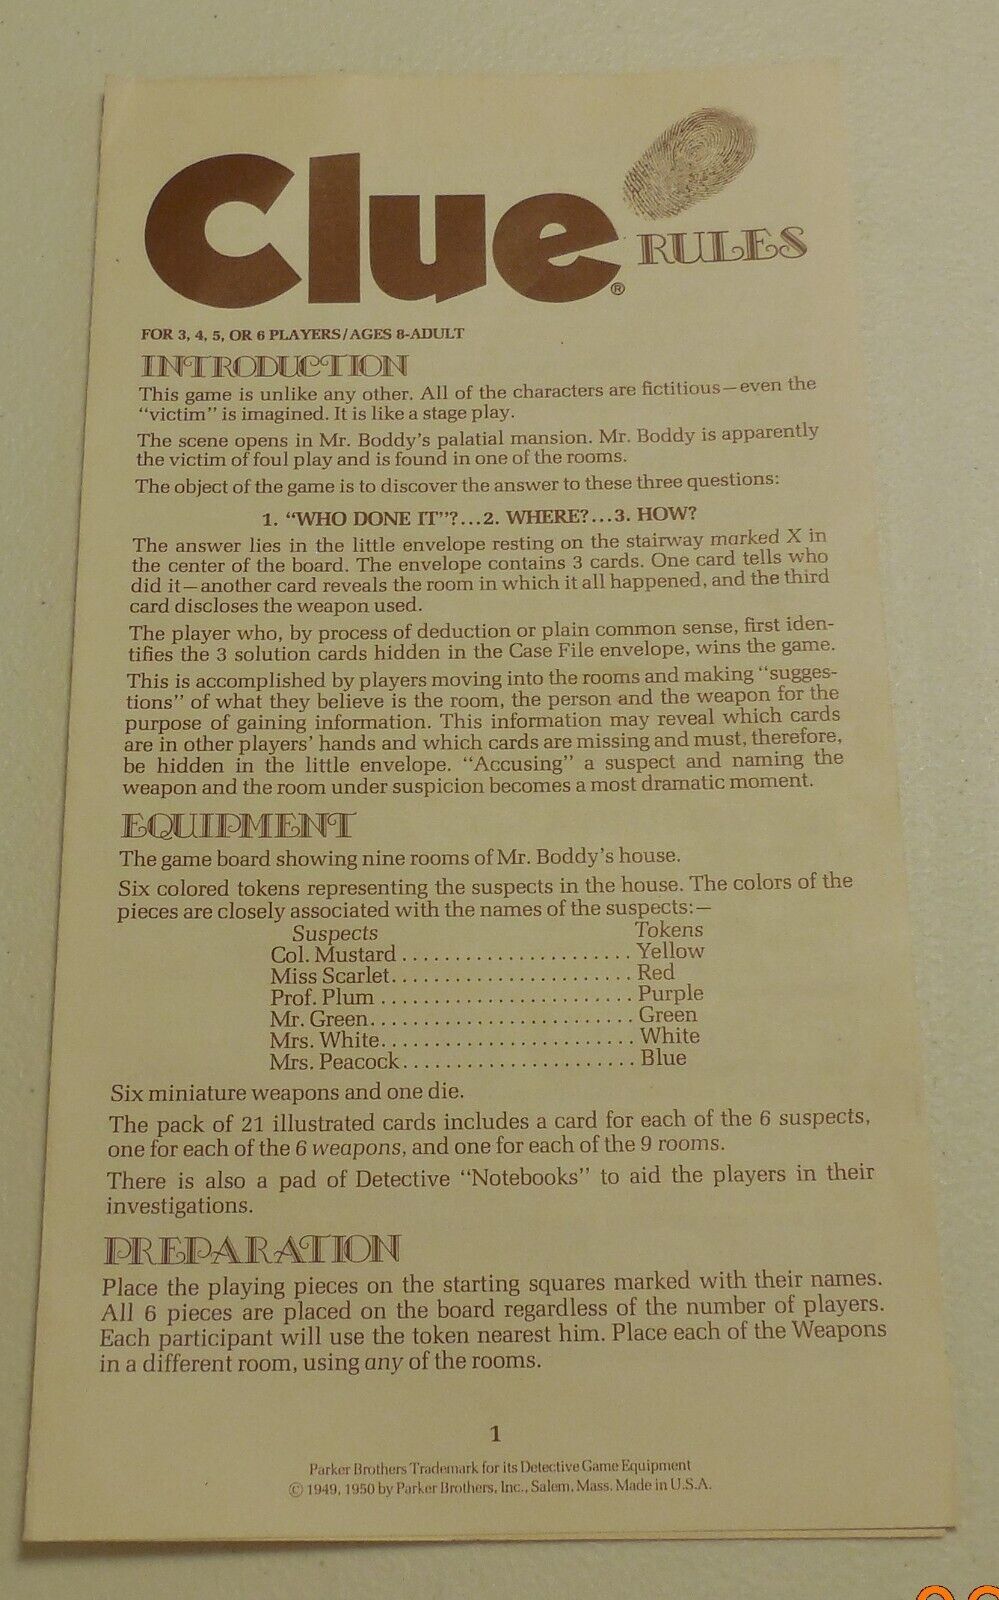 Clue® RULES
FOR 3, 4, 5, OR 6 PLAYERS/AGES 8-ADULT
INTRODUCTION
This game is unlike any other. All of the characters are fictitious—even the
“victim” is imagined. It is like a stage play.
The scene opens in Mr. Boddy’s palatial mansion. Mr. Boddy is apparently
the victim of foul play and is found in one of the rooms.
The object of the game is to discover the answer to these three questions:
1. “WHO DONE IT”?...2. WHERE?...3. HOW?
The answer lies in the little envelope resting on the stairway marked X in
the center of the board. The envelope contains 3 cards. One card tells who
did it—another card reveals the room in which it all happened, and the third
card discloses the weapon used.
The player who, by process of deduction or plain common sense, first iden-
tifies the 3 solution cards hidden in the Case File envelope, wins the game.
This is accomplished by players moving into the rooms and making “sugges-
tions” of what they believe is the room, the person and the weapon for the
purpose of gaining information. This information may reveal which cards
are in other players’ hands and which cards are missing and must, therefore,
be hidden in the little envelope. “Accusing” a suspect and naming the
weapon and the room under suspicion becomes a most dramatic moment.
EQUIPMENT
The game board showing nine rooms of Mr. Boddy’s house.
Six colored tokens representing the suspects in the house. The colors of the
pieces are closely associated with the names of the suspects:—
Suspects Tokens
Col. Mustard ...................... Yellow
Miss Scarlet....................... Red
Prof. Plum ........................ Purple
Mr. Green......................... Green
Mrs. White........................ White
Mrs. Peacock...................... Blue
Six miniature weapons and one die.
The pack of 21 illustrated cards includes a card for each of the 6 suspects,
one for each of the 6 weapons, and one for each of the 9 rooms.
There is also a pad of Detective “Notebooks” to aid the players in their
investigations.
PREPARATION
Place the playing pieces on the starting squares marked with their names.
All 6 pieces are placed on the board regardless of the number of players.
Each participant will use the token nearest him. Place each of the Weapons
in a different room, using any of the rooms.
1
Parker Brothers Trademark for its Detective Game Equipment
© 1949, 1950 by Parker Brothers, Inc., Salem, Mass. Made in U.S.A.